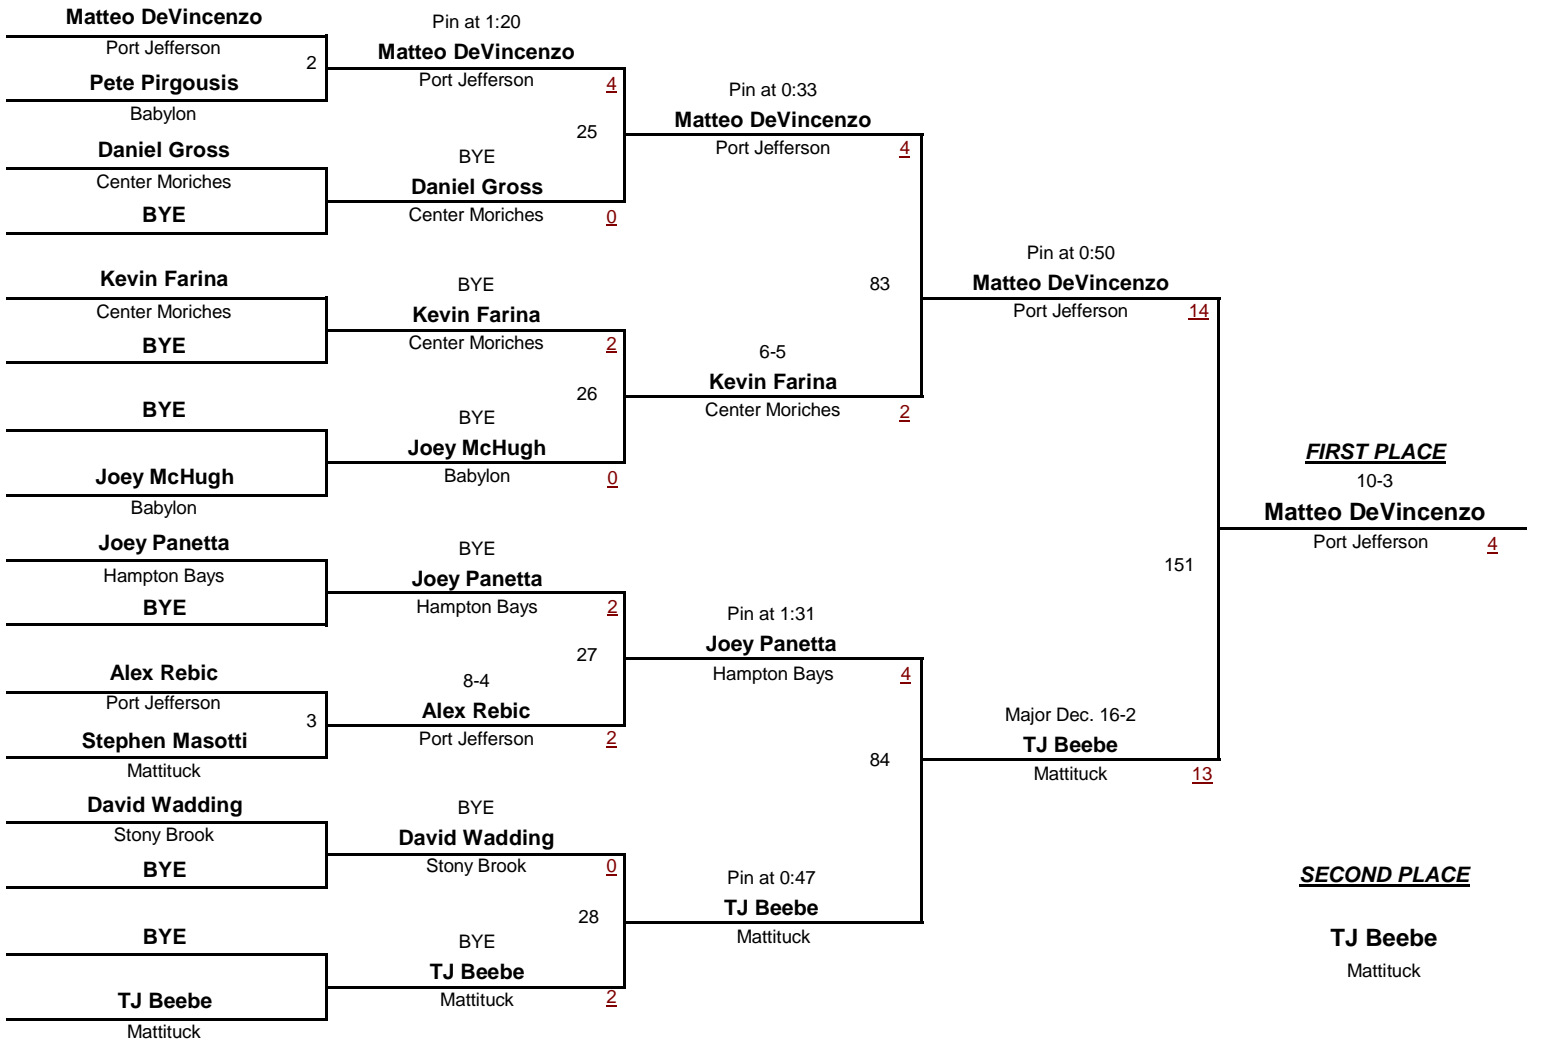 Matteo DeVincenzo
Port Jefferson
2
Pete Pirgousis
Babylon
Daniel Gross
Center Moriches
BYE
Kevin Farina
Center Moriches
BYE
BYE
Joey McHugh
Babylon
Joey Panetta
Hampton Bays
BYE
Alex Rebic
Port Jefferson
3
Stephen Masotti
Mattituck
David Wadding
Stony Brook
BYE
BYE
TJ Beebe
Mattituck
Pin at 1:20
Matteo DeVincenzo
Port Jefferson 4
25
BYE
Daniel Gross
Center Moriches 0
BYE
Kevin Farina
Center Moriches 2
26
BYE
Joey McHugh
Babylon 0
BYE
Joey Panetta
Hampton Bays 2
27
8-4
Alex Rebic
Port Jefferson 2
BYE
David Wadding
Stony Brook 0
28
BYE
TJ Beebe
Mattituck 2
Pin at 0:33
Matteo DeVincenzo
Port Jefferson 4
83
6-5
Kevin Farina
Center Moriches 2
Pin at 1:31
Joey Panetta
Hampton Bays 4
84
Pin at 0:47
TJ Beebe
Mattituck
Pin at 0:50
Matteo DeVincenzo
Port Jefferson 14
151
Major Dec. 16-2
TJ Beebe
Mattituck 13
FIRST PLACE
10-3
Matteo DeVincenzo
Port Jefferson 4
SECOND PLACE
TJ Beebe
Mattituck